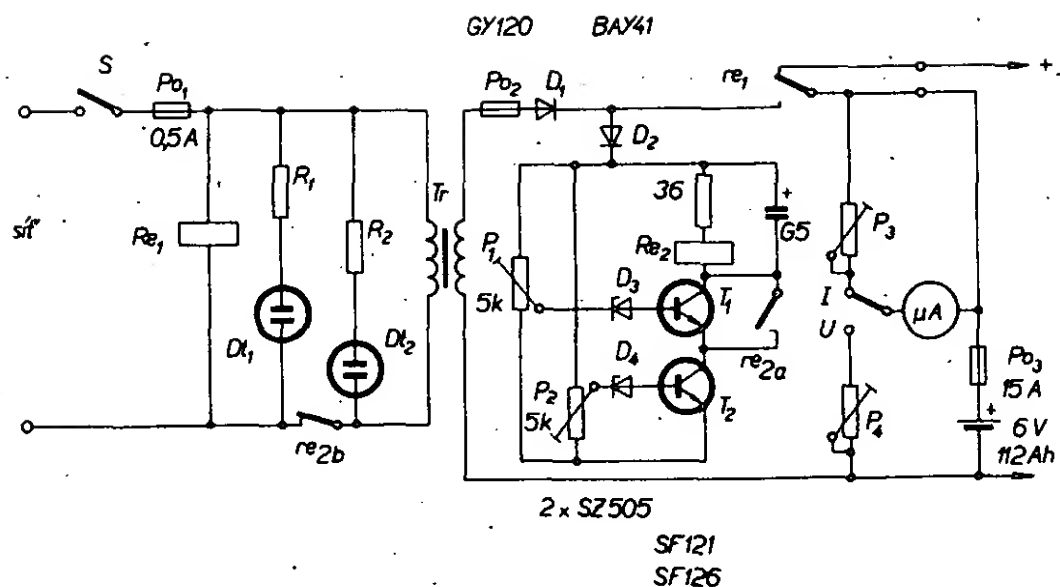 GY120 BAY41
S
Po1
0,5A
síť
Re1
R1
R2
Dt1
Dt2
re2b
Tr
Po2
D1
D2
re1
+
36
G5
P1
5k
Re2
D3
T1
re2a
D4
T2
P2
5k
P3
I
U
μA
P4
Po3
15A
+
6V
112Ah
+
2 x SZ505
SF121
SF126